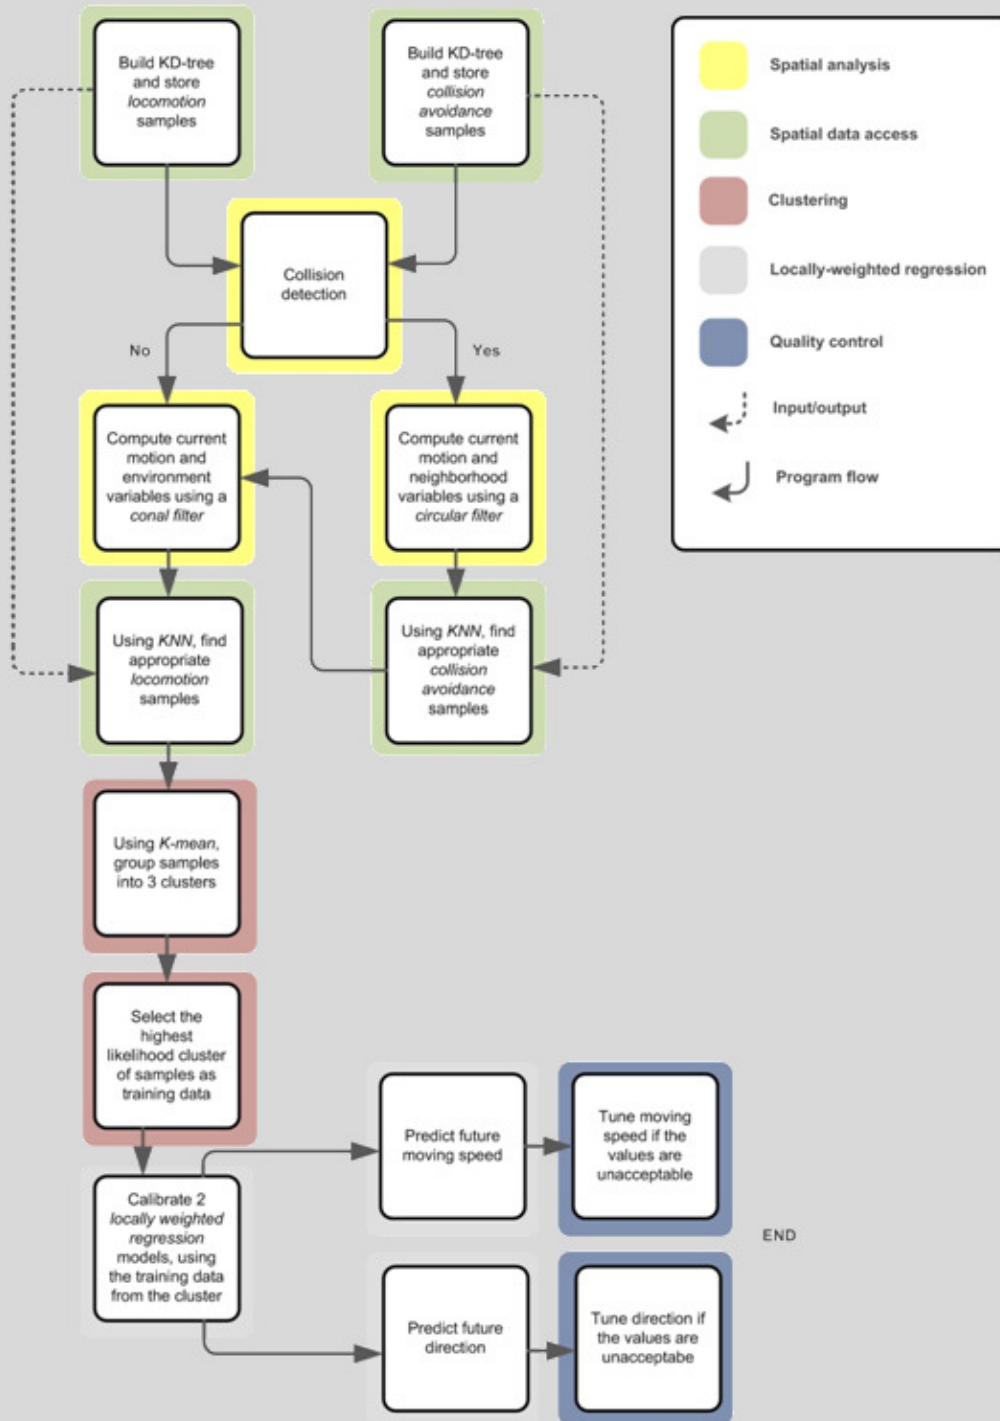 Build KD-tree
and store
locomotion
samples
Build KD-tree
and store
collision
avoidance
samples
Collision
detection
No
Yes
Compute current
motion and
environment
variables using a
conal filter
Compute current
motion and
neighborhood
variables using a
circular filter
Using KNN, find
appropriate
locomotion
samples
Using KNN, find
appropriate
collision
avoidance
samples
Using K-mean,
group samples
into 3 clusters
Select the
highest
likelihood cluster
of samples as
training data
Calibrate 2
locally weighted
regression
models, using
the training data
from the cluster
Predict future
moving speed
Tune moving
speed if the
values are
unacceptable
Predict future
direction
Tune direction if
the values are
unacceptabe
END
Spatial analysis
Spatial data access
Clustering
Locally-weighted regression
Quality control
Input/output
Program flow